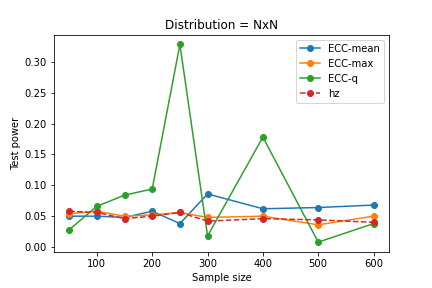 Distribution = NxN
ECC-mean
ECC-max
ECC-q
hz
Test power
0.30
0.25
0.20
0.15
0.10
0.05
0.00
100
200
300
400
500
600
Sample size